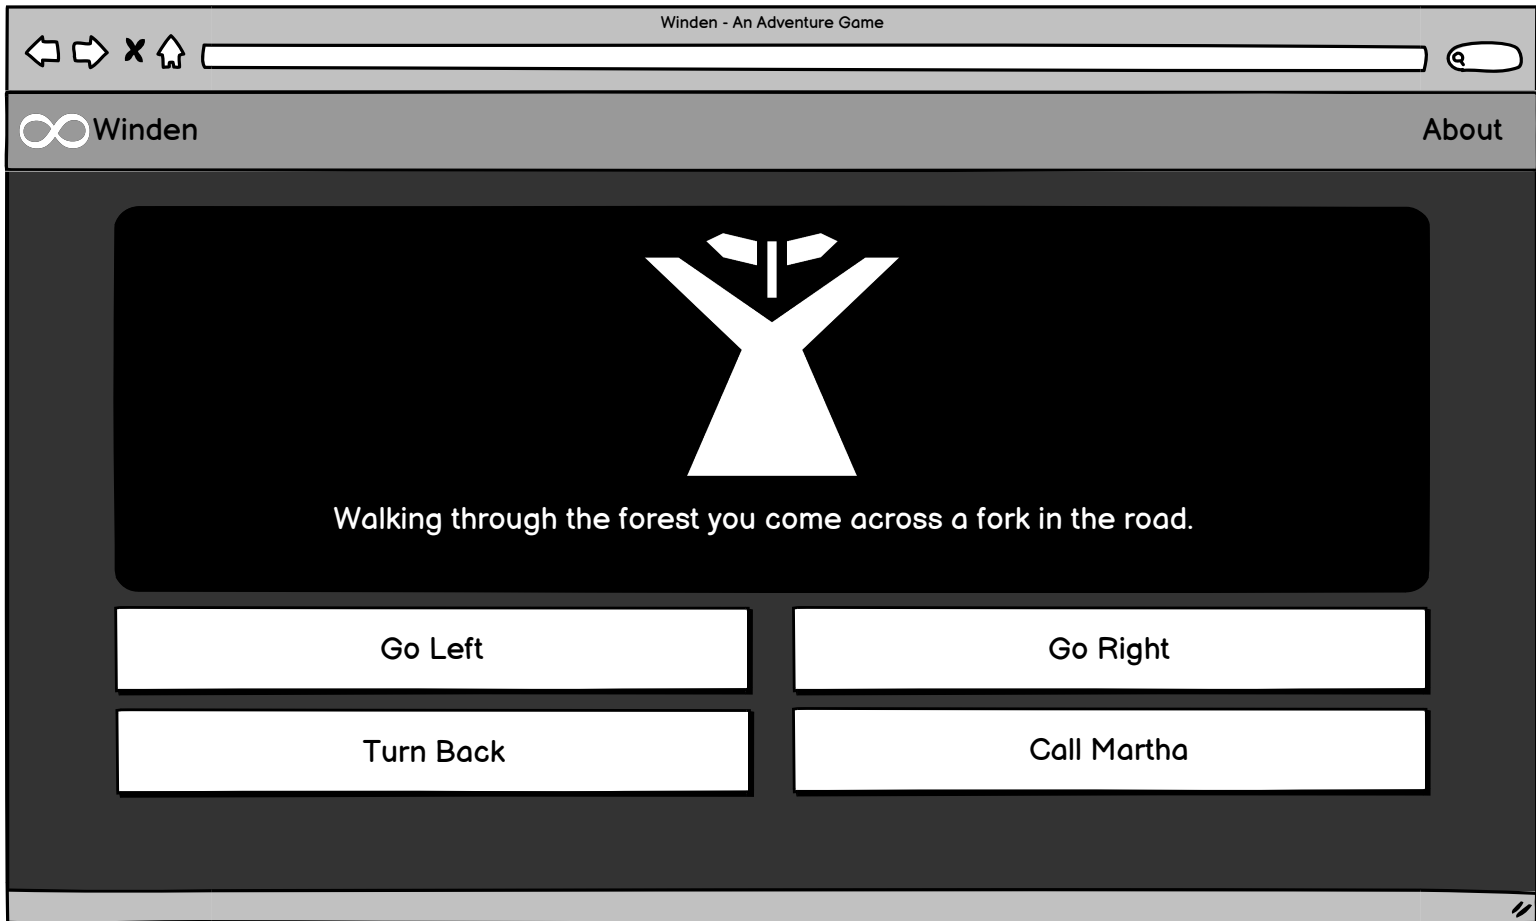 Winden - An Adventure Game
Winden
About
Walking through the forest you come across a fork in the road.
Go Left
Go Right
Turn Back
Call Martha